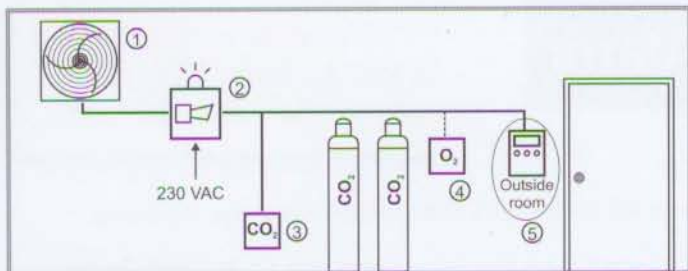 ①
②
230 VAC
CO₂
③
CO₂
CO₂
O₂
④
Outside
room
⑤